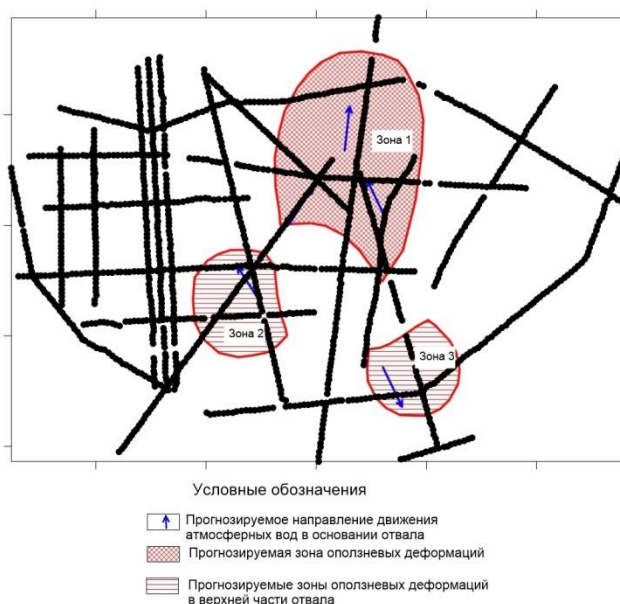 Зона 1
Зона 2
Зона 3
Условные обозначения
Прогнозируемое направление движения
атмосферных вод в основании отвала
Прогнозируемая зона оползневых деформаций
Прогнозируемые зоны оползневых деформаций
в верхней части отвала